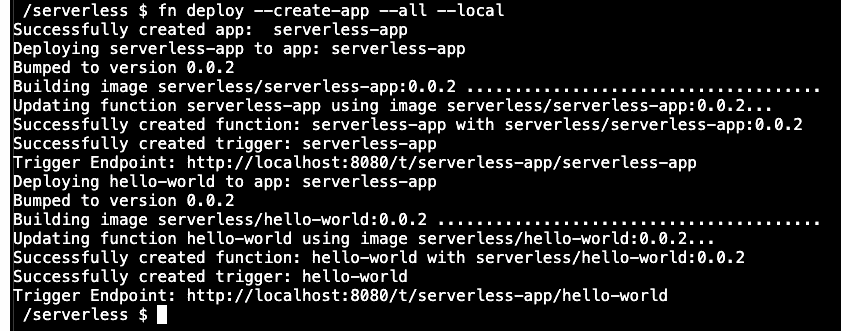 /serverless $ fn deploy --create-app --all --local
Successfully created app:  serverless-app
Deploying serverless-app to app: serverless-app
Bumped to version 0.0.2
Building image serverless/serverless-app:0.0.2 .....................................
Updating function serverless-app using image serverless/serverless-app:0.0.2...
Successfully created function: serverless-app with serverless/serverless-app:0.0.2
Successfully created trigger: serverless-app
Trigger Endpoint: http://localhost:8080/t/serverless-app/serverless-app
Deploying hello-world to app: serverless-app
Bumped to version 0.0.2
Building image serverless/hello-world:0.0.2 ........................................
Updating function hello-world using image serverless/hello-world:0.0.2...
Successfully created function: hello-world with serverless/hello-world:0.0.2
Successfully created trigger: hello-world
Trigger Endpoint: http://localhost:8080/t/serverless-app/hello-world
/serverless $